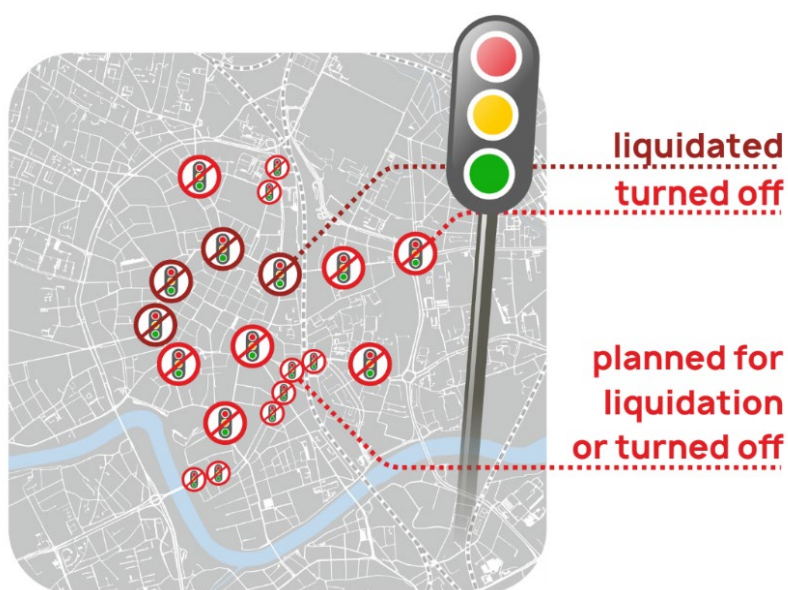 liquidated
turned off
planned for
liquidation
or turned off